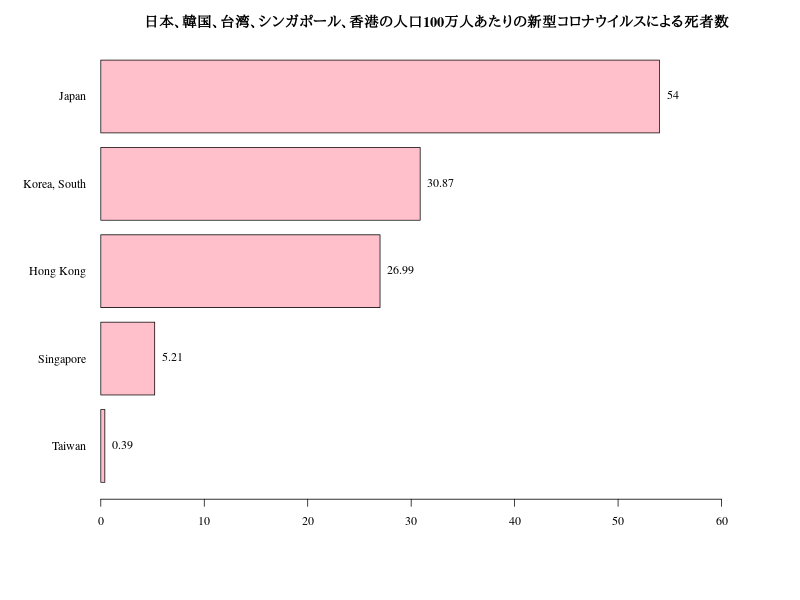 日本、韓国、台湾、シンガポール、香港の人口100万人あたりの新型コロナウイルスによる死者数
Japan 54
Korea, South 30.87
Hong Kong 26.99
Singapore 5.21
Taiwan 0.39
0 10 20 30 40 50 60